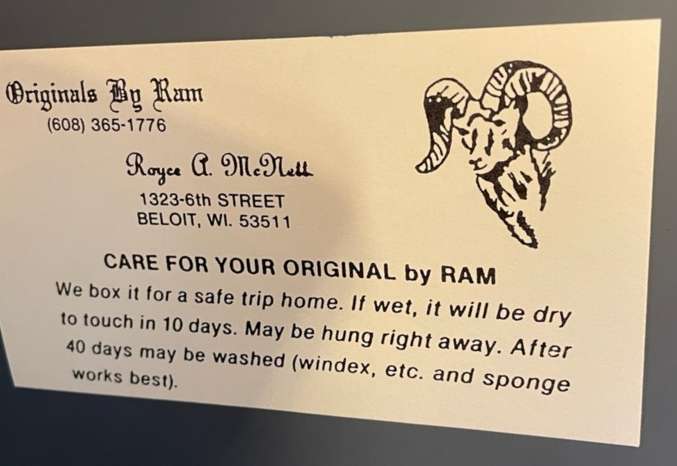 Originals By Ram
(608) 365-1776
Royce A. McNett
1323-6th STREET
BELOIT, WI. 53511
CARE FOR YOUR ORIGINAL by RAM
We box it for a safe trip home. If wet, it will be dry
to touch in 10 days. May be hung right away. After
40 days may be washed (windex, etc. and sponge
works best).